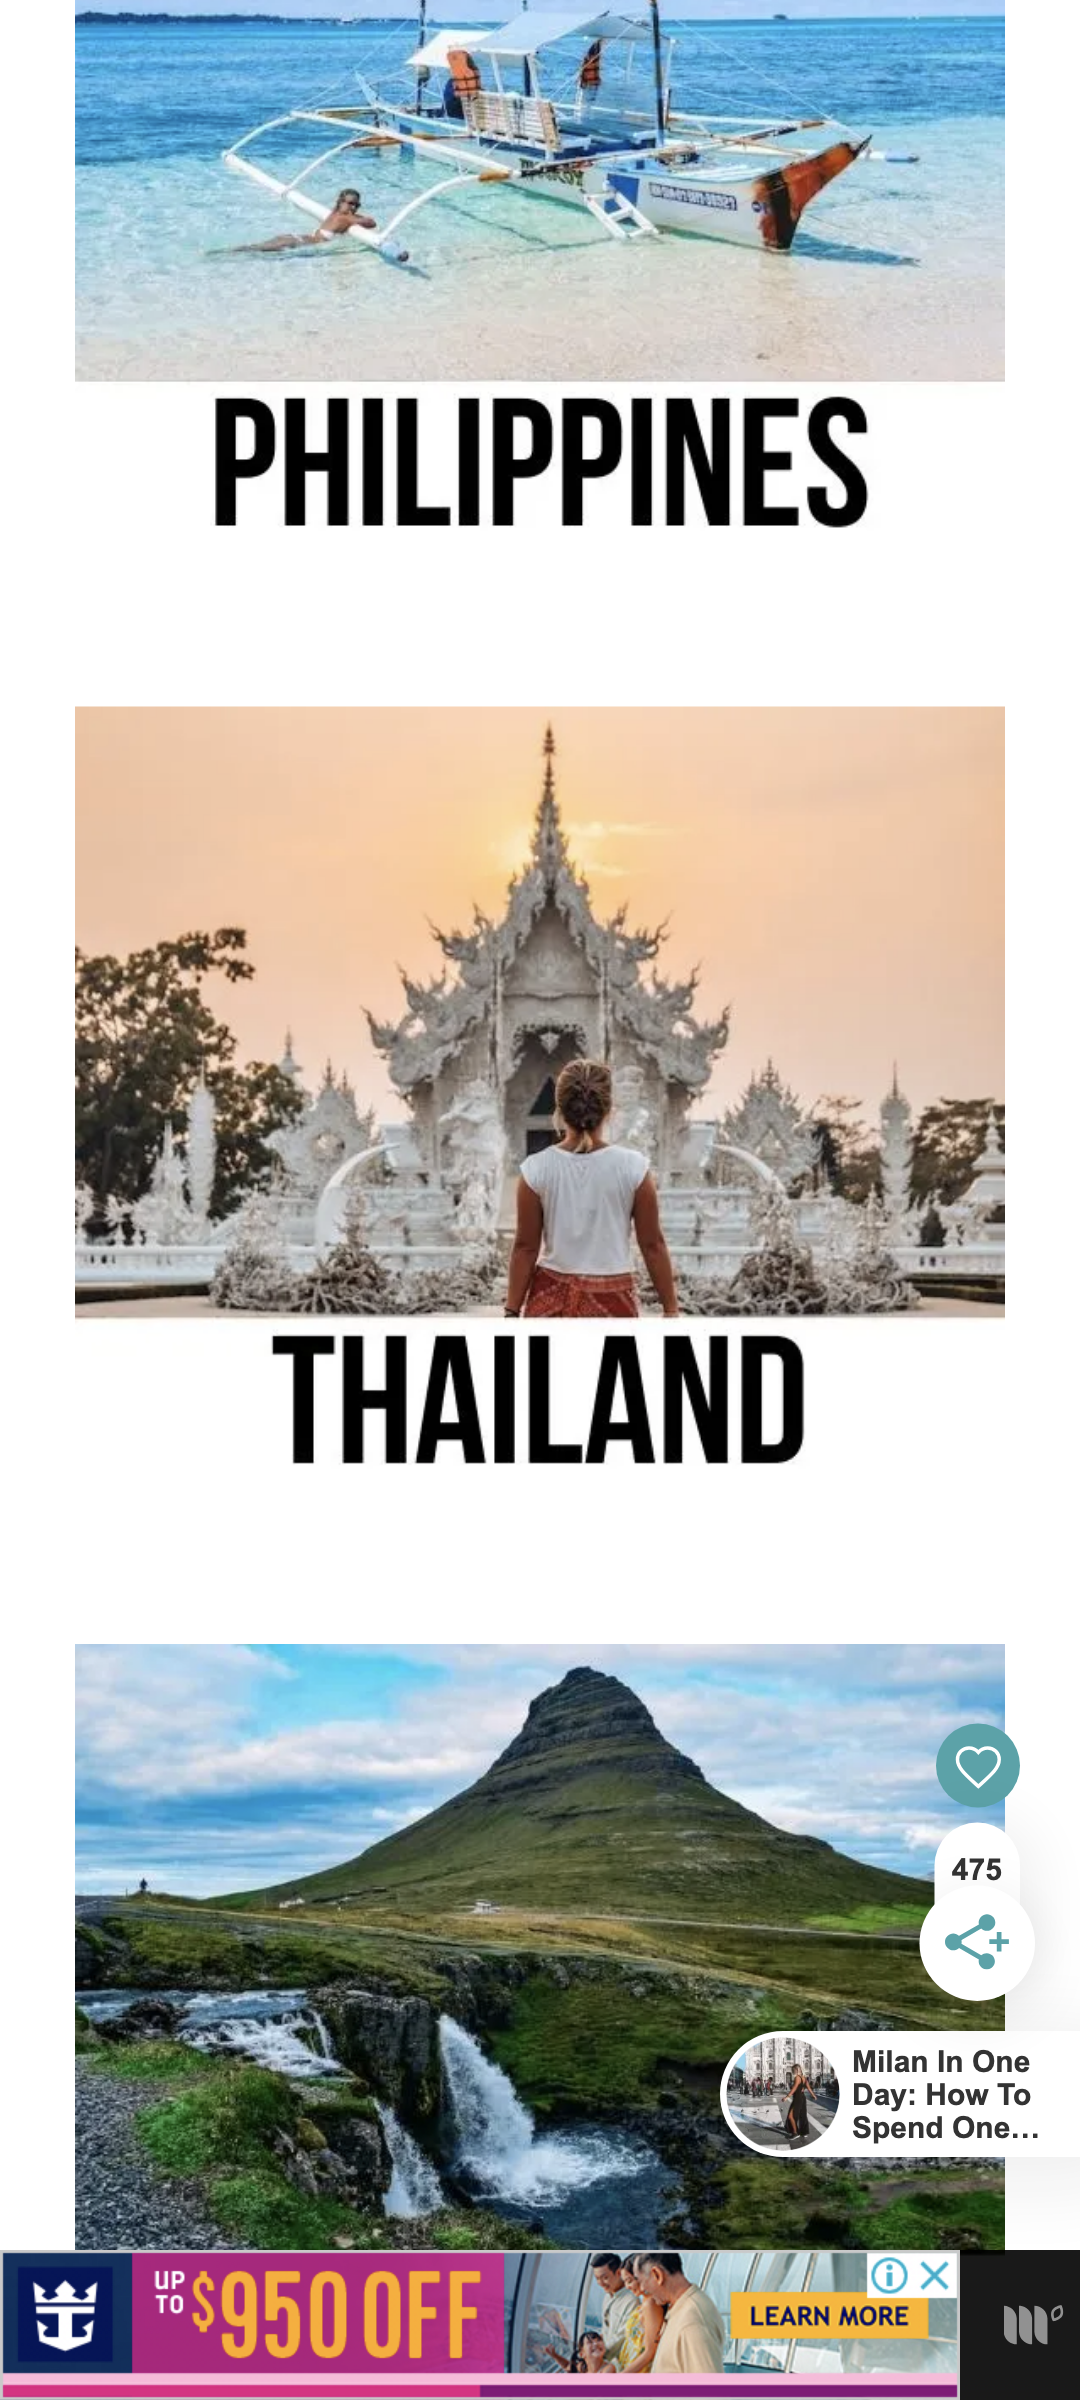 PHILIPPINES
THAILAND
475
Milan In One
Day: How To
Spend One...
UP
TO
$950 OFF
LEARN MORE